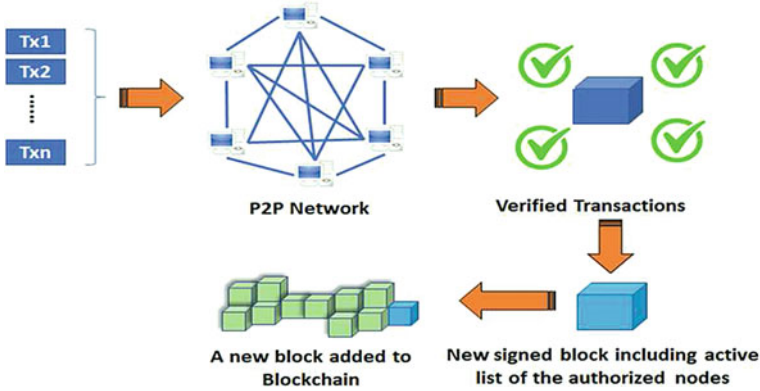 Tx1
Tx2
Txn
P2P Network
Verified Transactions
A new block added to
Blockchain
New signed block including active
list of the authorized nodes